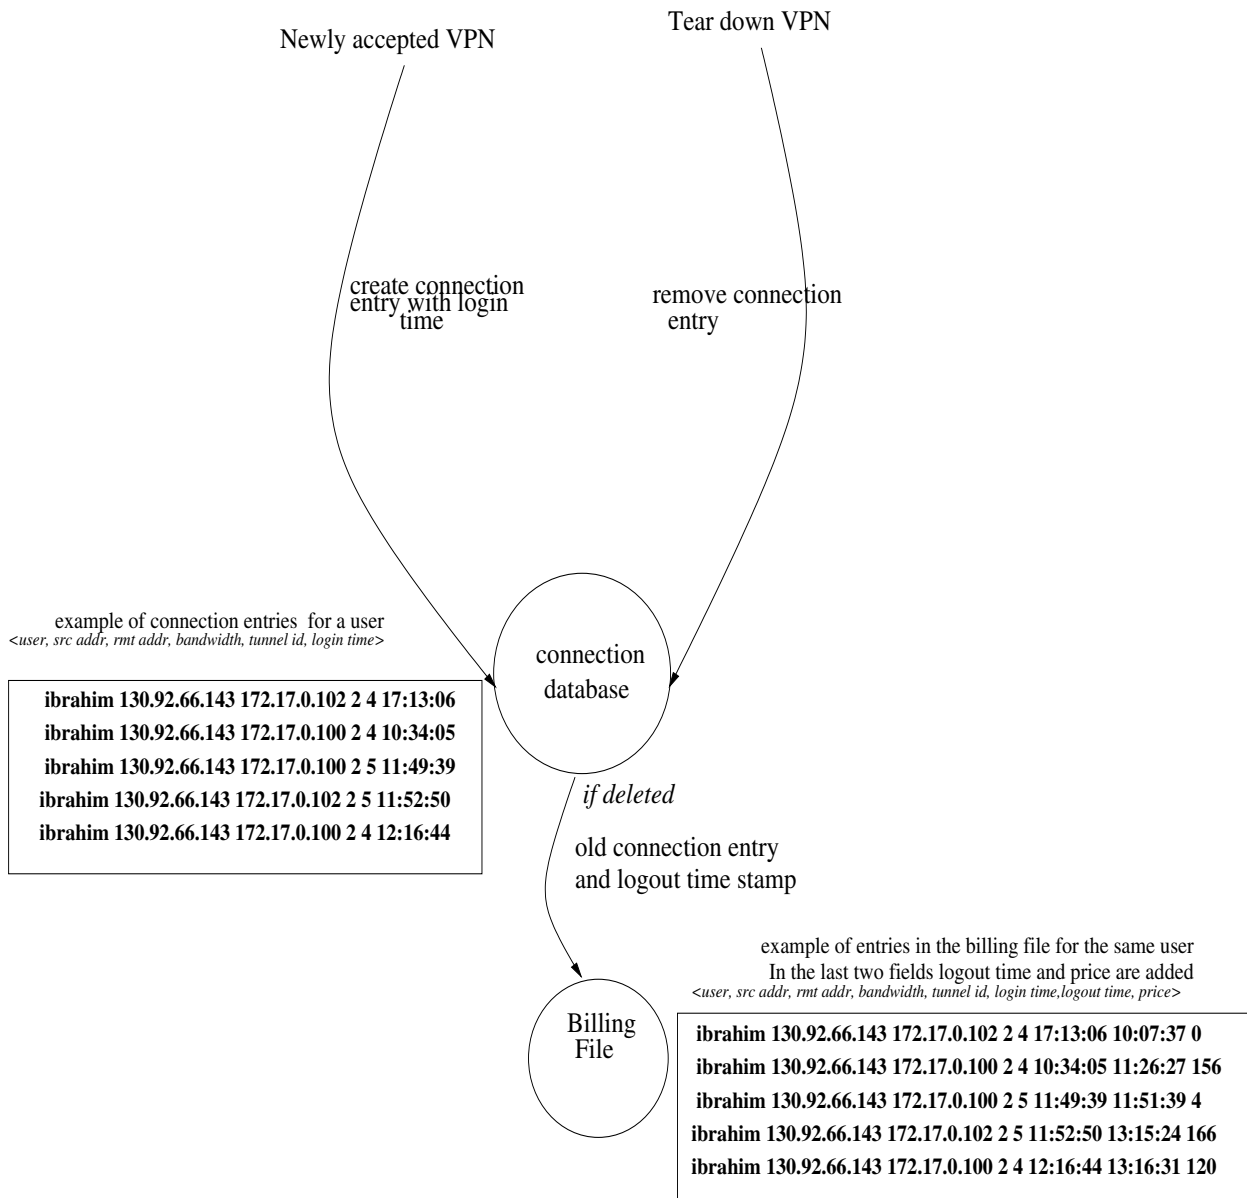 Newly accepted VPN
Tear down VPN
create connection
entry with login
time
remove connection
entry
example of connection entries for a user
<user, src addr, rmt addr, bandwidth, tunnel id, login time>
ibrahim 130.92.66.143 172.17.0.102 2 4 17:13:06
ibrahim 130.92.66.143 172.17.0.100 2 4 10:34:05
ibrahim 130.92.66.143 172.17.0.100 2 5 11:49:39
ibrahim 130.92.66.143 172.17.0.102 2 5 11:52:50
ibrahim 130.92.66.143 172.17.0.100 2 4 12:16:44
connection
database
if deleted
old connection entry
and logout time stamp
Billing
File
example of entries in the billing file for the same user
In the last two fields logout time and price are added
<user, src addr, rmt addr, bandwidth, tunnel id, login time,logout time, price>
ibrahim 130.92.66.143 172.17.0.102 2 4 17:13:06 10:07:37 0
ibrahim 130.92.66.143 172.17.0.100 2 4 10:34:05 11:26:27 156
ibrahim 130.92.66.143 172.17.0.100 2 5 11:49:39 11:51:39 4
ibrahim 130.92.66.143 172.17.0.102 2 5 11:52:50 13:15:24 166
ibrahim 130.92.66.143 172.17.0.100 2 4 12:16:44 13:16:31 120